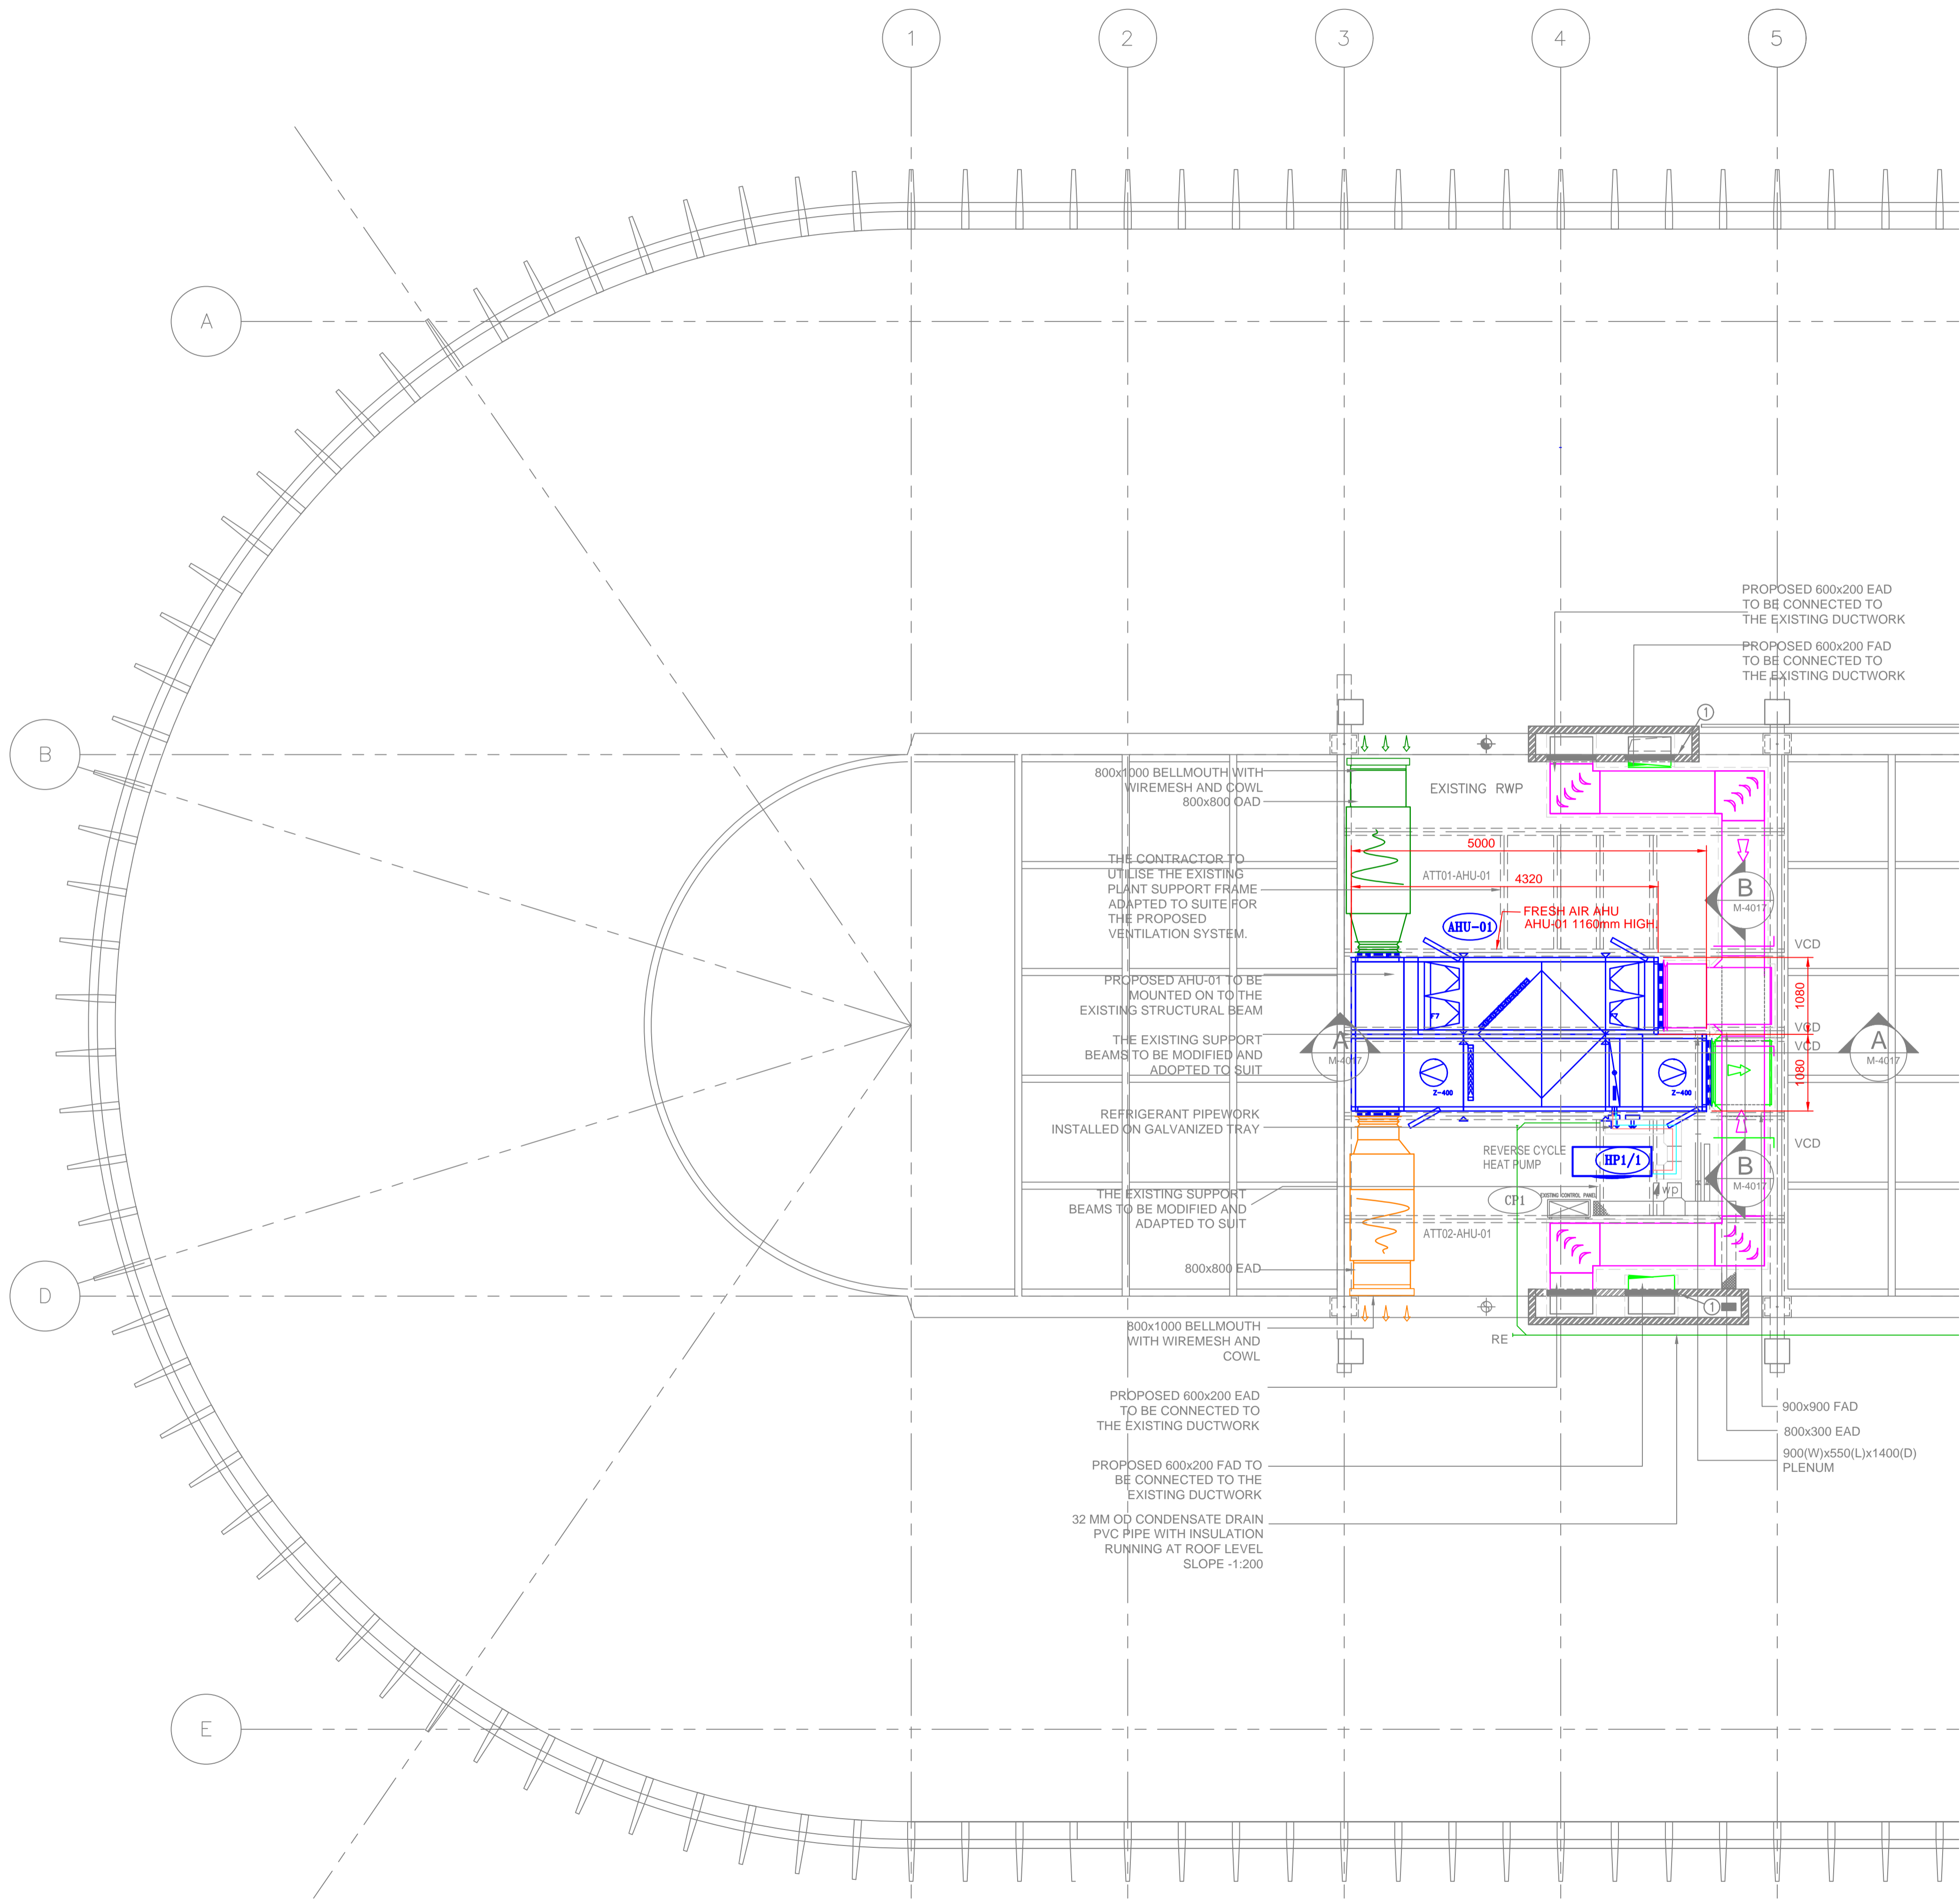 1
2
3
4
5
A
B
D
E
PROPOSED 600x200 EAD
TO BE CONNECTED TO
THE EXISTING DUCTWORK
PROPOSED 600x200 FAD
TO BE CONNECTED TO
THE EXISTING DUCTWORK
1
800x1000 BELLMOUTH WITH
WIREMESH AND COWL
800x800 OAD
EXISTING RWP
THE CONTRACTOR TO
UTILISE THE EXISTING
PLANT SUPPORT FRAME
ADAPTED TO SUITE FOR
THE PROPOSED
VENTILATION SYSTEM.
5000
ATT01-AHU-01
4320
FRESH AIR AHU
AHU-01 1160mm HIGH
AHU-01
B
M-4017
VCD
PROPOSED AHU-01 TO BE
MOUNTED ON TO THE
EXISTING STRUCTURAL BEAM
F7
F7
1080
THE EXISTING SUPPORT
BEAMS TO BE MODIFIED AND
ADOPTED TO SUIT
A
M-4017
VCD
VCD
A
M-4017
Z-400
Z-400
1080
REFRIGERANT PIPEWORK
INSTALLED ON GALVANIZED TRAY
REVERSE CYCLE
HEAT PUMP
HP1/1
VCD
B
M-4017
THE EXISTING SUPPORT
BEAMS TO BE MODIFIED AND
ADAPTED TO SUIT
CP1
EXISTING CONTROL PANEL
wp
ATT02-AHU-01
800x800 EAD
1
800x1000 BELLMOUTH
WITH WIREMESH AND
COWL
RE
PROPOSED 600x200 EAD
TO BE CONNECTED TO
THE EXISTING DUCTWORK
900x900 FAD
800x300 EAD
900(W)x550(L)x1400(D)
PLENUM
PROPOSED 600x200 FAD TO
BE CONNECTED TO THE
EXISTING DUCTWORK
32 MM OD CONDENSATE DRAIN
PVC PIPE WITH INSULATION
RUNNING AT ROOF LEVEL
SLOPE -1:200